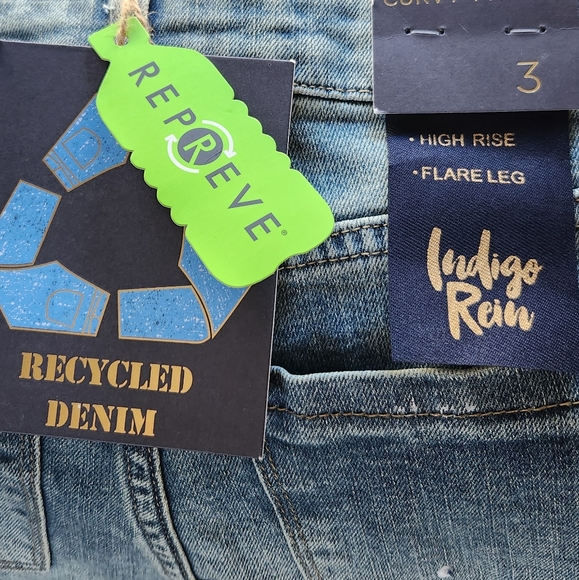 REPREVE®
RECYCLED
DENIM
3
• HIGH RISE
• FLARE LEG
Indigo
Rein